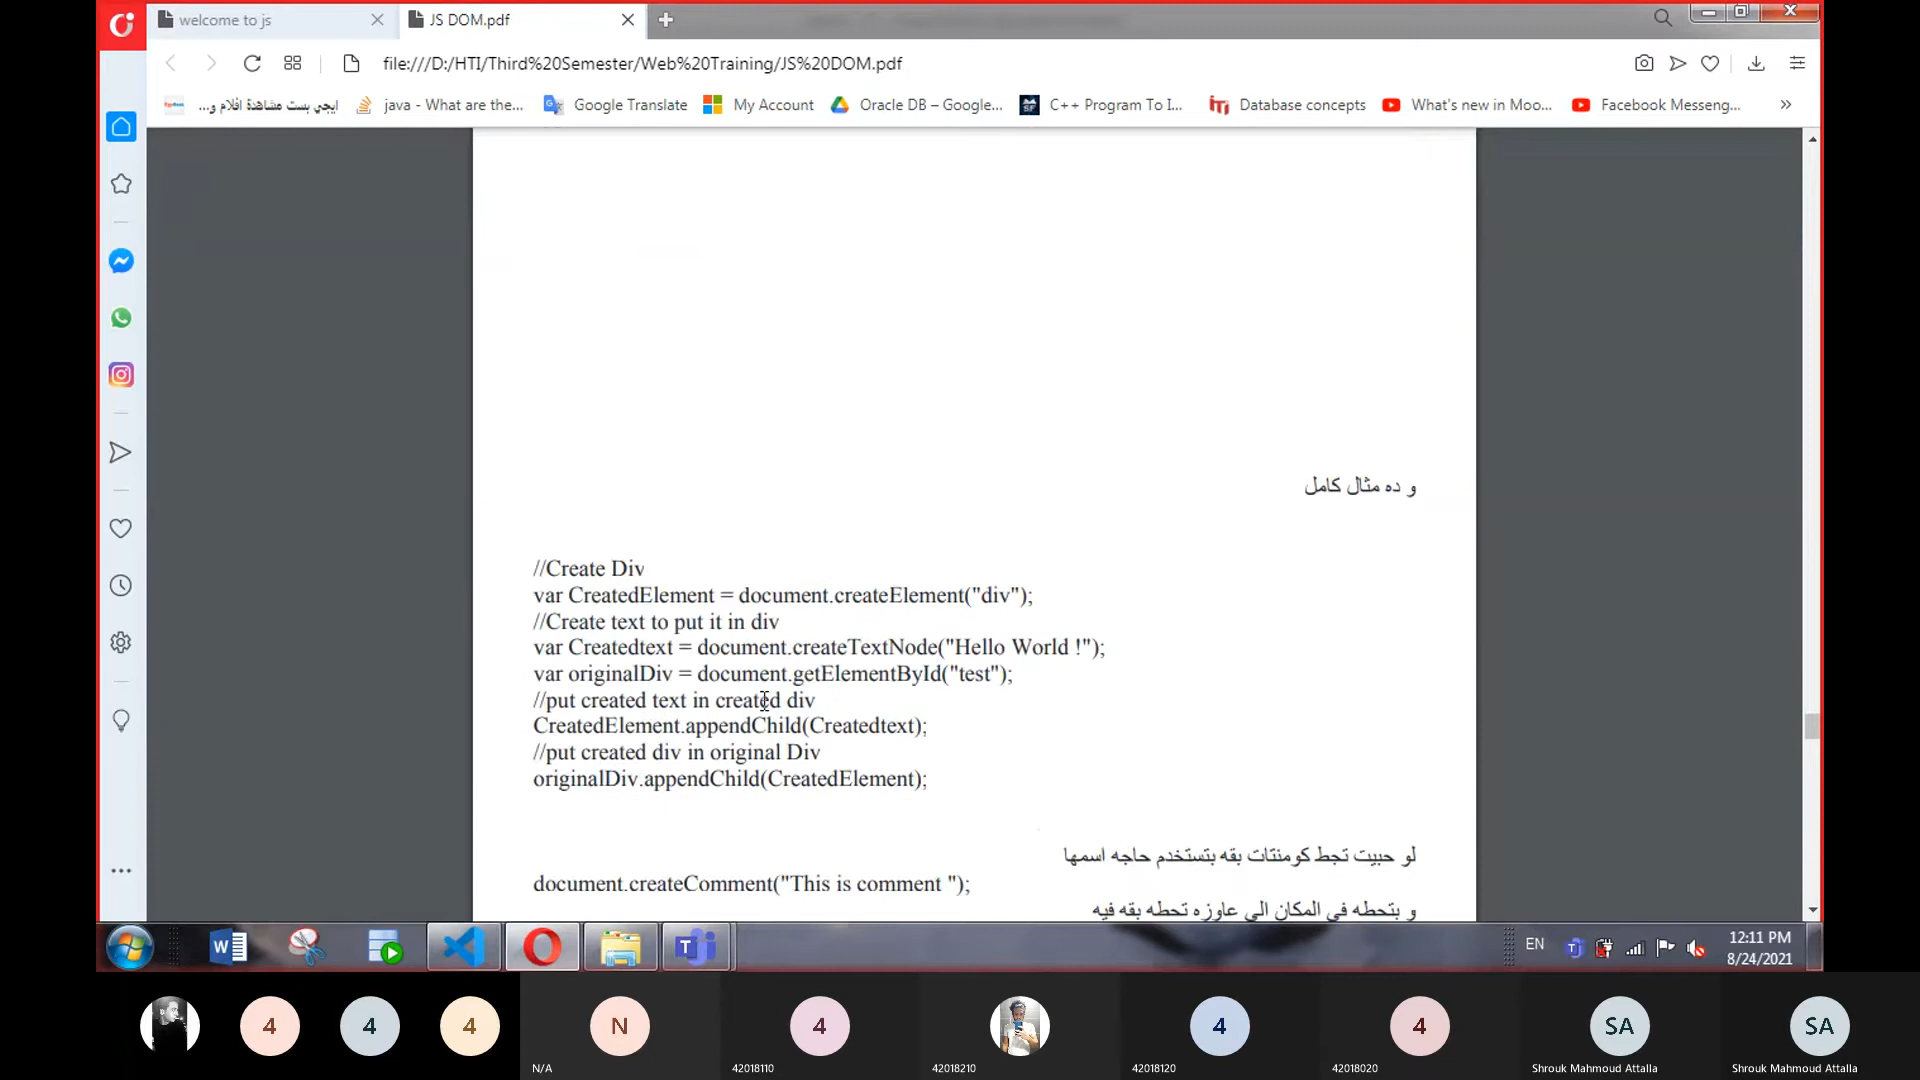 welcome to js
JS DOM.pdf
file:///D:/HTI/Third%20Semester/Web%20Training/JS%20DOM.pdf
ايجي بست مشاهدة افلام و...
java - What are the...
Google Translate
My Account
Oracle DB – Google...
C++ Program To I...
Database concepts
What's new in Moo...
Facebook Messeng...
و ده مثال كامل
//Create Div
var CreatedElement = document.createElement("div");
//Create text to put it in div
var Createdtext = document.createTextNode("Hello World !");
var originalDiv = document.getElementById("test");
//put created text in created div
CreatedElement.appendChild(Createdtext);
//put created div in original Div
originalDiv.appendChild(CreatedElement);
لو حبيت تجط كومنتات بقه بتستخدم حاجه اسمها
document.createComment("This is comment ");
و بتحطه في المكان الي عاوزه تحطه بقه فيه
EN
12:11 PM
8/24/2021
4
4
4
N
4
4
4
SA
SA
N/A
42018110
42018210
42018120
42018020
Shrouk Mahmoud Attalla
Shrouk Mahmoud Attalla